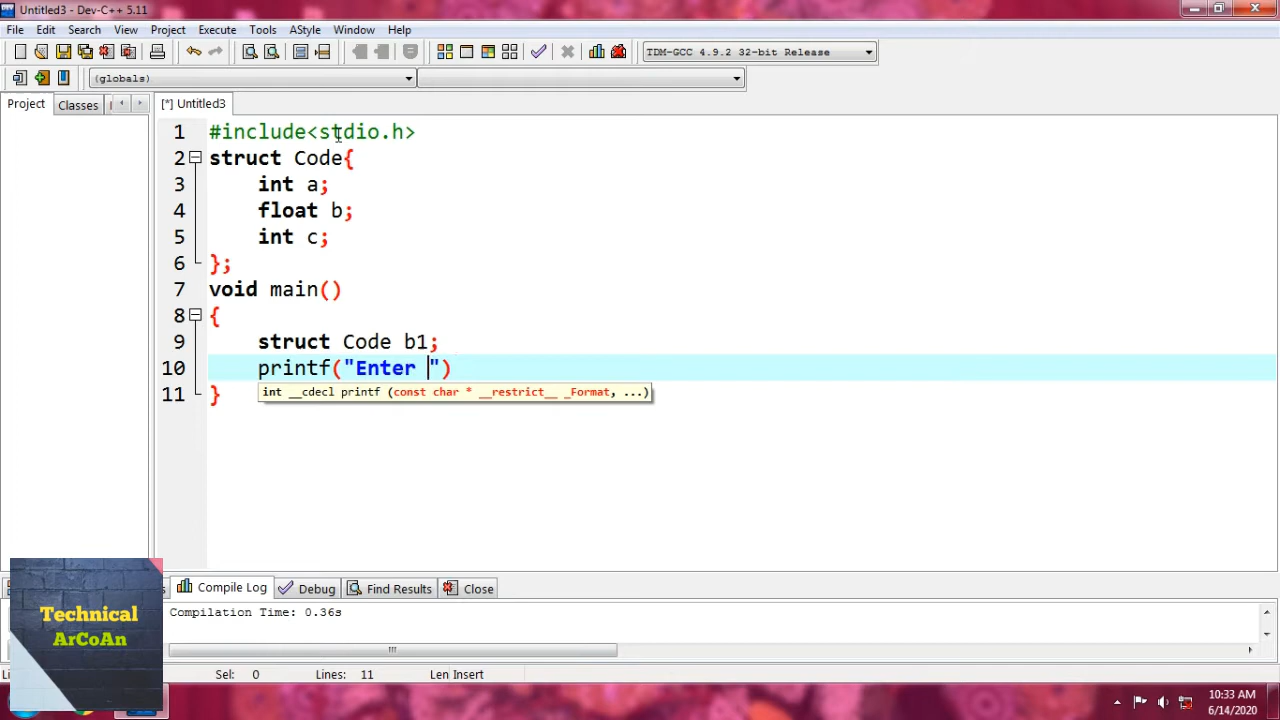 Untitled3 - Dev-C++ 5.11
File Edit Search View Project Execute Tools AStyle Window Help
TDM-GCC 4.9.2 32-bit Release
(globals)
Project Classes [*] Untitled3
1 #include<stdio.h>
2 struct Code{
3 int a;
4 float b;
5 int c;
6 };
7 void main()
8 {
9 struct Code b1;
10 printf("Enter ")
int __cdecl printf (const char * __restrict__ _Format, ...)
11 }
Compile Log Debug Find Results Close
Compilation Time: 0.36s
Technical
ArCoAn
Sel: 0 Lines: 11 Len Insert
10:33 AM
6/14/2020